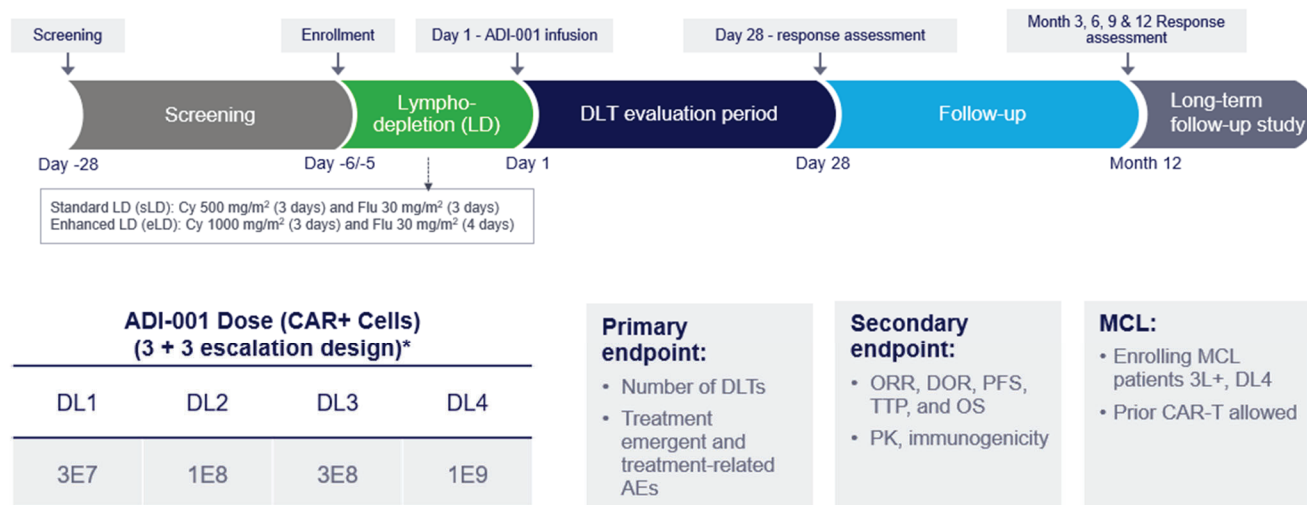 Screening
Enrollment
Day 1 - ADI-001 infusion
Day 28 - response assessment
Month 3, 6, 9 & 12 Response
assessment
Screening
Lympho-
depletion (LD)
DLT evaluation period
Follow-up
Long-term
follow-up study
Day -28
Day -6/-5
Day 1
Day 28
Month 12
Standard LD (sLD): Cy 500 mg/m² (3 days) and Flu 30 mg/m² (3 days)
Enhanced LD (eLD): Cy 1000 mg/m² (3 days) and Flu 30 mg/m² (4 days)
ADI-001 Dose (CAR+ Cells)
(3 + 3 escalation design)*
DL1 DL2 DL3 DL4
3E7 1E8 3E8 1E9
Primary
endpoint:
• Number of DLTs
• Treatment
emergent and
treatment-related
AEs
Secondary
endpoint:
• ORR, DOR, PFS,
TTP, and OS
• PK, immunogenicity
MCL:
• Enrolling MCL
patients 3L+, DL4
• Prior CAR-T allowed